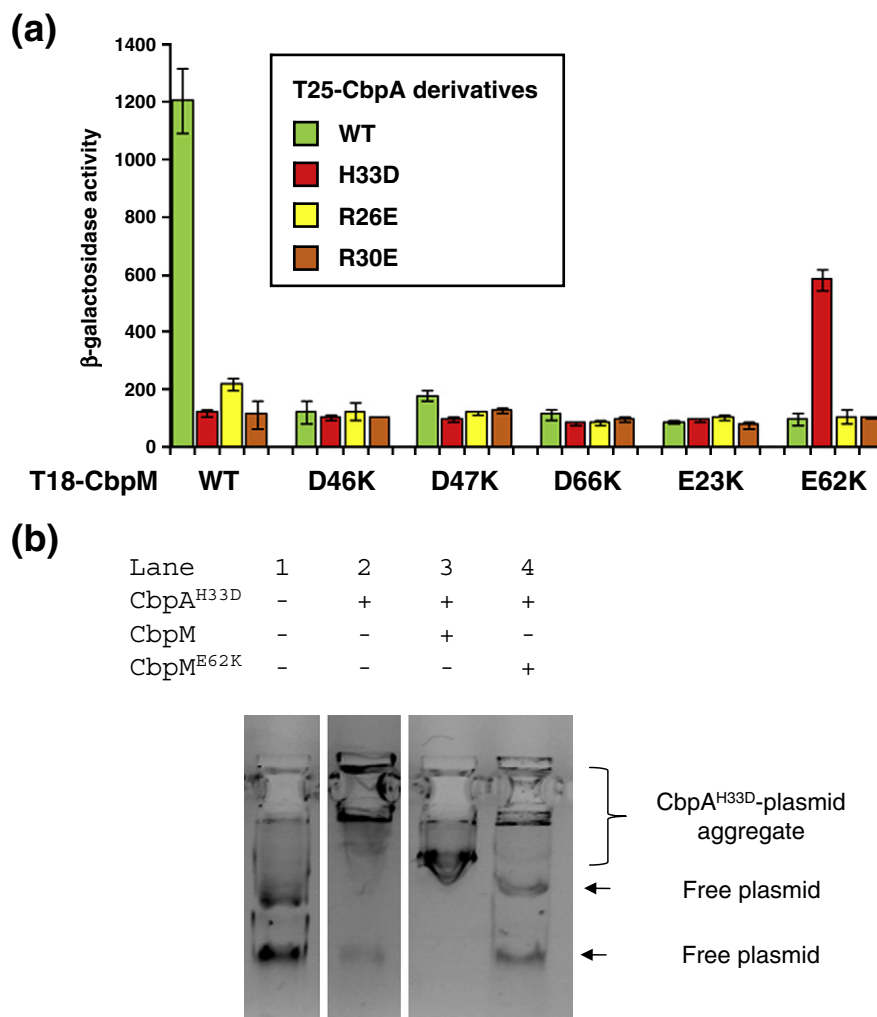 (a)
1400
1200
1000
800
600
400
200
0
β-galactosidase activity
T25-CbpA derivatives
WT
H33D
R26E
R30E
T18-CbpM WT D46K D47K D66K E23K E62K
(b)
Lane 1 2 3 4
CbpA^H33D - + + +
CbpM - - + -
CbpM^E62K - - - +
CbpA^H33D-plasmid
aggregate
Free plasmid
Free plasmid